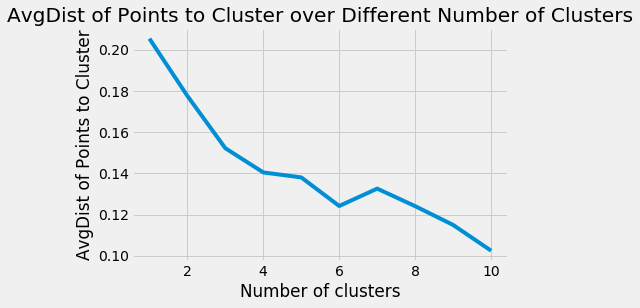 AvgDist of Points to Cluster over Different Number of Clusters
AvgDist of Points to Cluster
0.20
0.18
0.16
0.14
0.12
0.10
2 4 6 8 10
Number of clusters